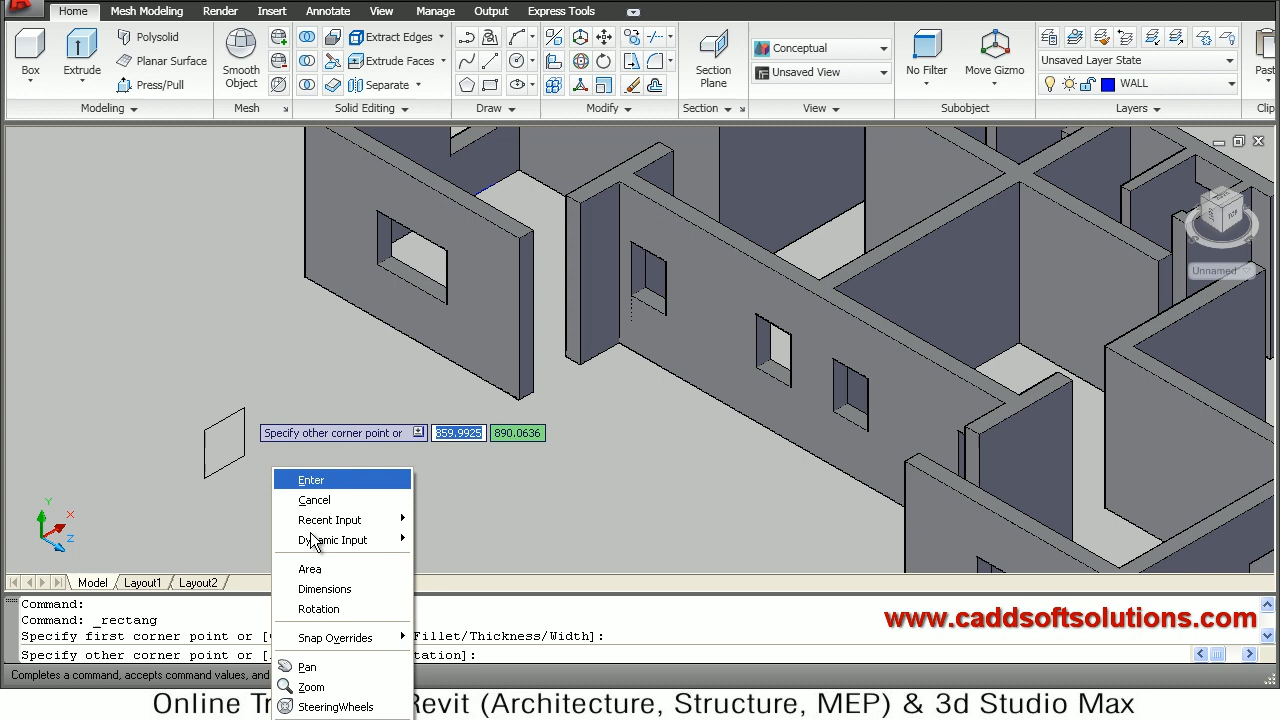 Home Mesh Modeling Render Insert Annotate View Manage Output Express Tools
Box
Extrude
Polysolid
Planar Surface
Press/Pull
Modeling
Smooth
Object
Mesh
Extract Edges
Extrude Faces
Separate
Solid Editing
Draw
Modify
Section
Plane
Section
Conceptual
Unsaved View
View
No Filter
Move Gizmo
Subobject
Unsaved Layer State
WALL
Layers
Past
Clip
TOP
Unnamed
Specify other corner point or 859.9925 890.0636
Enter
Cancel
Recent Input
Dynamic Input
Area
Dimensions
Rotation
Snap Overrides
Pan
Zoom
SteeringWheels
Y
X
Z
Model Layout1 Layout2
Command:
Command: _rectang
Specify first corner point or [ Fillet/Thickness/Width]:
Specify other corner point or [ tation]:
www.caddsoftsolutions.com
Completes a command, accepts command values, and
Online Tr Revit (Architecture, Structure, MEP) & 3d Studio Max